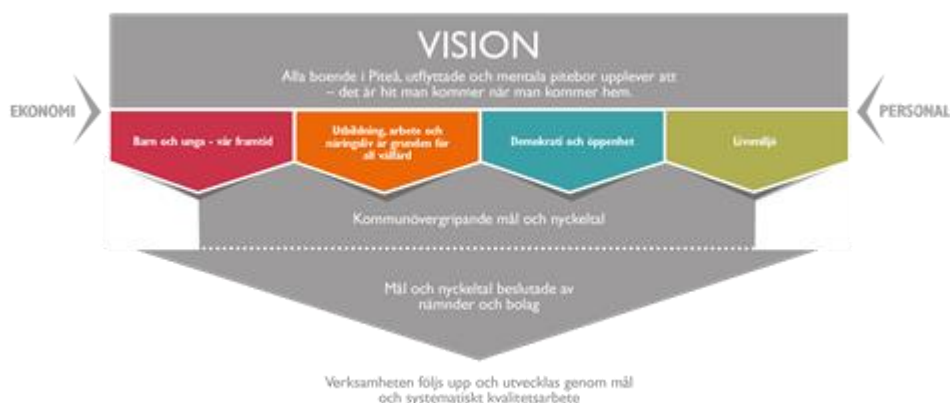 VISION
Alla boende i Piteå, utflyttade och mentala pitebor upplever att
– det är hit man kommer när man kommer hem.
EKONOMI
PERSONAL
Barn och unga – vår framtid
Utbildning, arbete och
näringsliv är grunden för
all välfärd
Demokrati och öppenhet
Livsmiljö
Kommunövergripande mål och nyckeltal
Mål och nyckeltal beslutade av
nämnder och bolag
Verksamheten följs upp och utvecklas genom mål
och systematiskt kvalitetsarbete